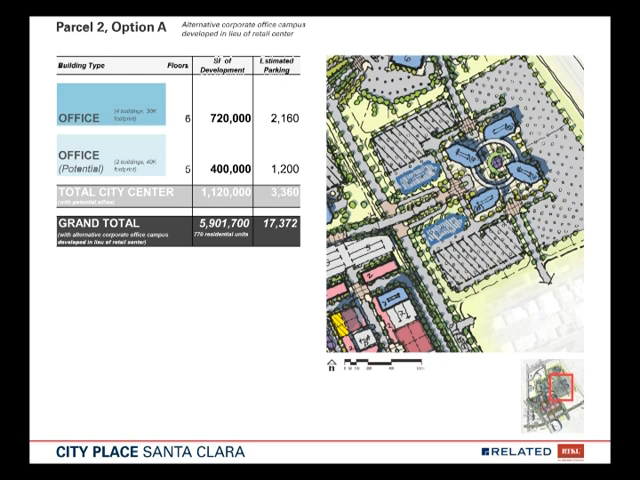 Parcel 2, Option A
Alternative corporate office campus
developed in lieu of retail center
Building Type Floors SF of Development Estimated Parking
OFFICE (4 buildings, 30K footprint) 6 720,000 2,160
OFFICE (Potential) (2 buildings, 40K footprint) 5 400,000 1,200
TOTAL CITY CENTER 1,120,000 3,360
(with potential office)
GRAND TOTAL 5,901,700 17,372
(with alternative corporate office campus 770 residential units
developed in lieu of retail center)
n
CITY PLACE SANTA CLARA
RELATED
RTKL